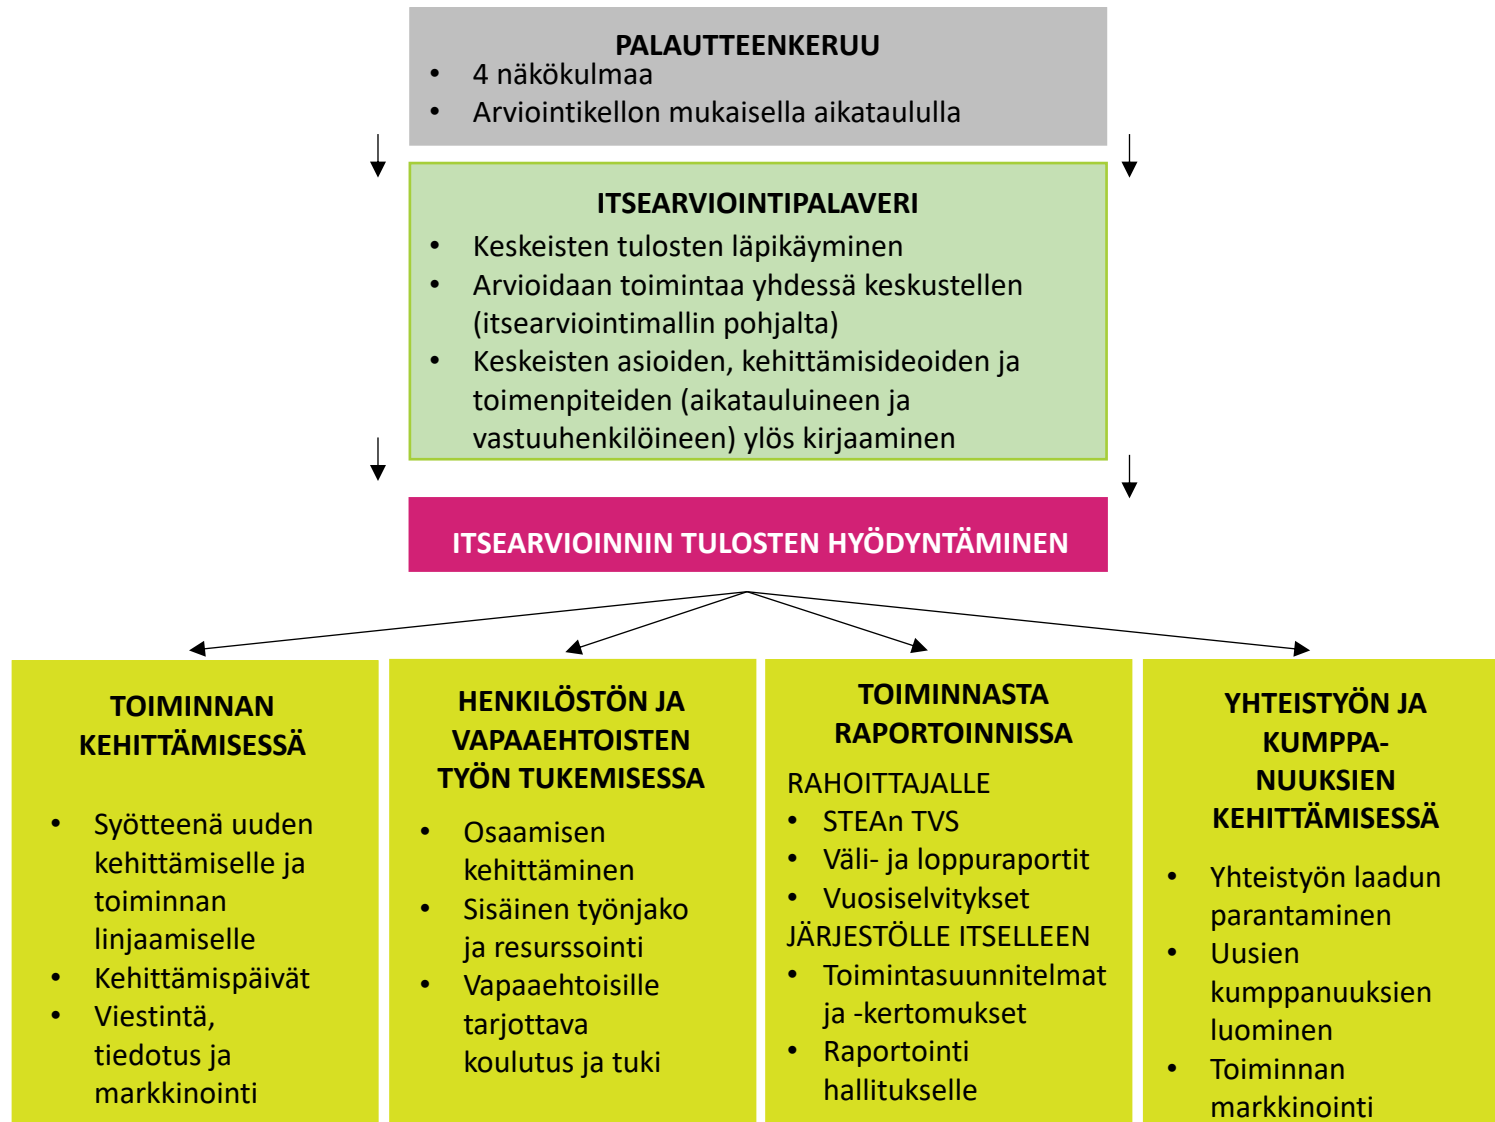 PALAUTTEENKERUU
• 4 näkökulmaa
• Arviointikellon mukaisella aikataululla
ITSEARVIOINTIPALAVERI
• Keskeisten tulosten läpikäyminen
• Arvioidaan toimintaa yhdessä keskustellen
(itsearviointimallin pohjalta)
• Keskeisten asioiden, kehittämisideoiden ja
toimenpiteiden (aikatauluineen ja
vastuuhenkilöineen) ylös kirjaaminen
ITSEARVIOINNIN TULOSTEN HYÖDYNTÄMINEN
TOIMINNAN
KEHITTÄMISESSÄ
• Syötteenä uuden
kehittämiselle ja
toiminnan
linjaamiselle
• Kehittämispäivät
• Viestintä,
tiedotus ja
markkinointi
HENKILÖSTÖN JA
VAPAAEHTOISTEN
TYÖN TUKEMISESSA
• Osaamisen
kehittäminen
• Sisäinen työnjako
ja resurssointi
• Vapaaehtoisille
tarjottava
koulutus ja tuki
TOIMINNASTA
RAPORTOINNISSA
RAHOITTAJALLE
• STEAn TVS
• Väli- ja loppuraportit
• Vuosiselvitykset
JÄRJESTÖLLE ITSELLEEN
• Toimintasuunnitelmat
ja -kertomukset
• Raportointi
hallitukselle
YHTEISTYÖN JA
KUMPPA-
NUUKSIEN
KEHITTÄMISESSÄ
• Yhteistyön laadun
parantaminen
• Uusien
kumppanuuksien
luominen
• Toiminnan
markkinointi